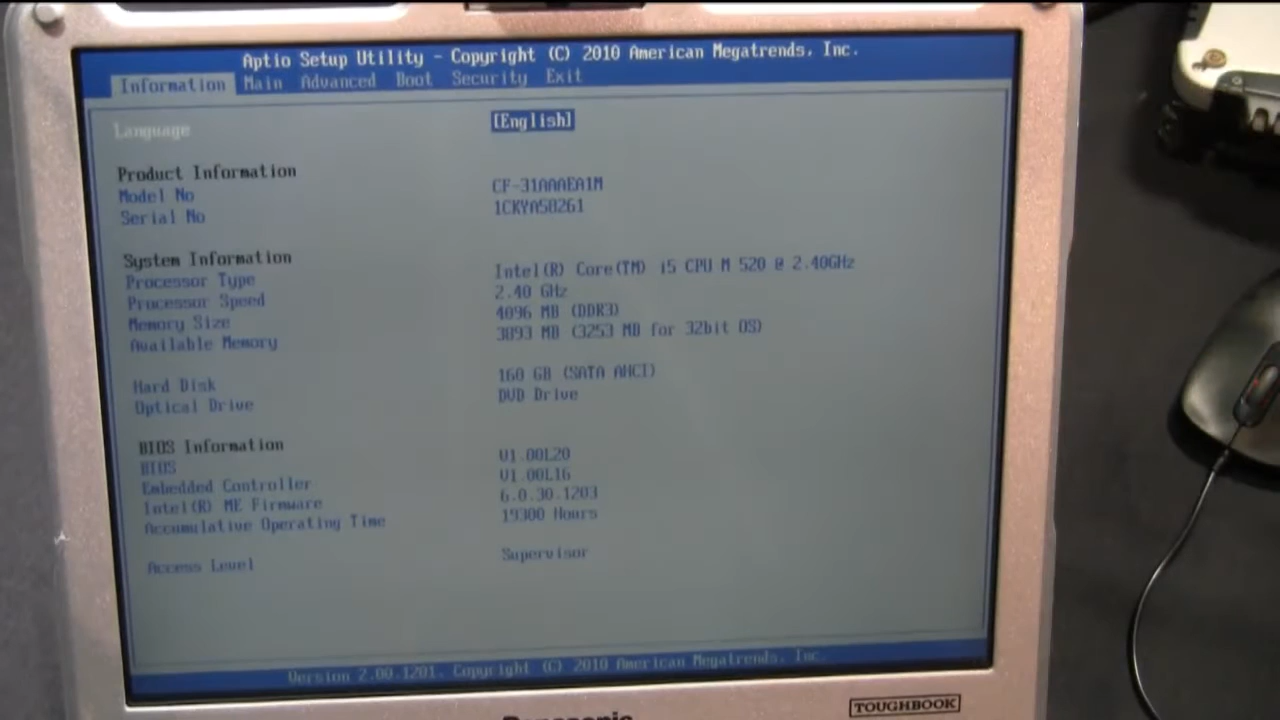 Aptio Setup Utility - Copyright (C) 2010 American Megatrends, Inc.
Information Main Advanced Boot Security Exit
Language [English]
Product Information
Model No CF-31AAAEA1M
Serial No 1CKYA58261
System Information
Processor Type Intel(R) Core(TM) i5 CPU M 520 @ 2.40GHz
Processor Speed 2.40 GHz
Memory Size 4096 MB (DDR3)
Available Memory 3893 MB (3253 MB for 32bit OS)
Hard Disk 160 GB (SATA AHCI)
Optical Drive DVD Drive
BIOS Information
BIOS V1.00L20
Embedded Controller V1.00L16
Intel(R) ME Firmware 6.0.30.1203
Accumulative Operating Time 19300 Hours
Access Level Supervisor
Version 2.00.1201. Copyright (C) 2010 American Megatrends, Inc.
Panasonic
TOUGHBOOK